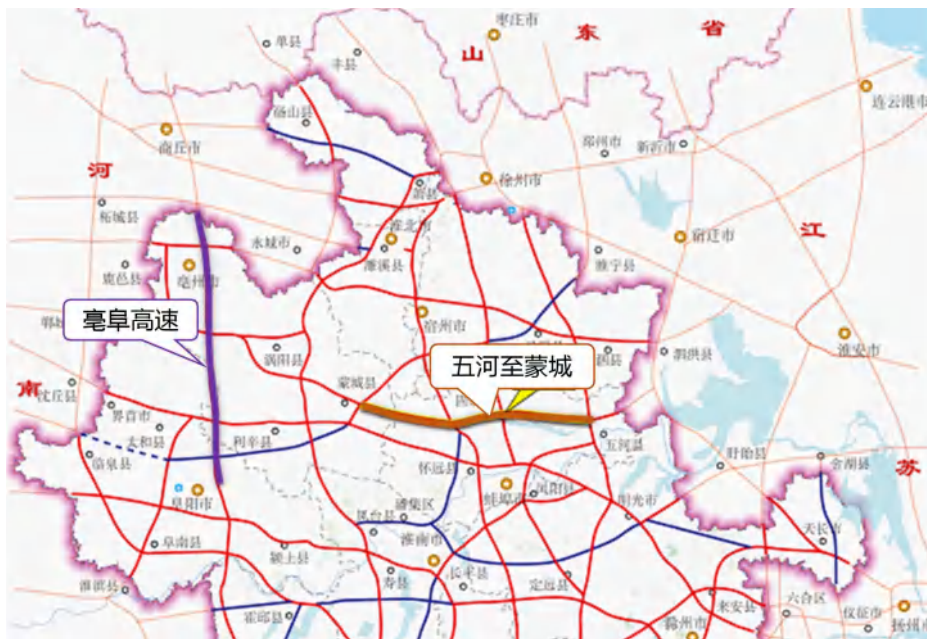 单县
丰县
枣庄市
山东省
连云港市
砀山县
商丘市
邳州市
新沂市
河
徐州市
萧县
柘城县
淮北市
宿迁市
江
永城市
濉溪县
睢宁县
鹿邑县
亳州市
亳阜高速
宿州市
淮安市
涡阳县
泗县
泗洪县
五河至蒙城
南
沈丘县
蒙城县
界首市
太和县
利辛县
五河县
临泉县
怀远县
盱眙县
金湖县
苏
阜阳市
蚌埠市
凤阳县
潘集区
凤台县
明光市
天长市
阜南县
淮南市
颍上县
淮滨县
寿县
长丰县
定远县
来安县
六合区
仪征市
霍邱县
滁州市
扬州市